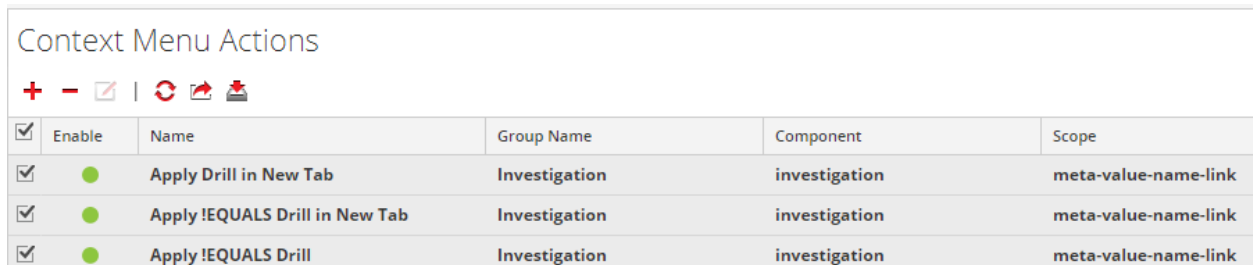 Context Menu Actions
Enable Name Group Name Component Scope
Apply Drill in New Tab Investigation investigation meta-value-name-link
Apply !EQUALS Drill in New Tab Investigation investigation meta-value-name-link
Apply !EQUALS Drill Investigation investigation meta-value-name-link